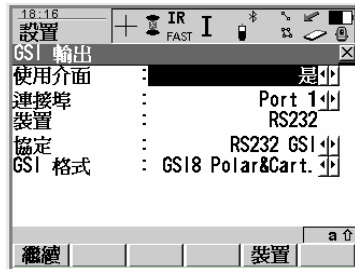 18:16
設置
IR
FAST
I
GSI 輸出
使用介面 : 是
連接埠 : Port 1
裝置 : RS232
協定 : RS232 GSI
GSI 格式 : GSI8 Polar&Cart.
a
繼續 裝置